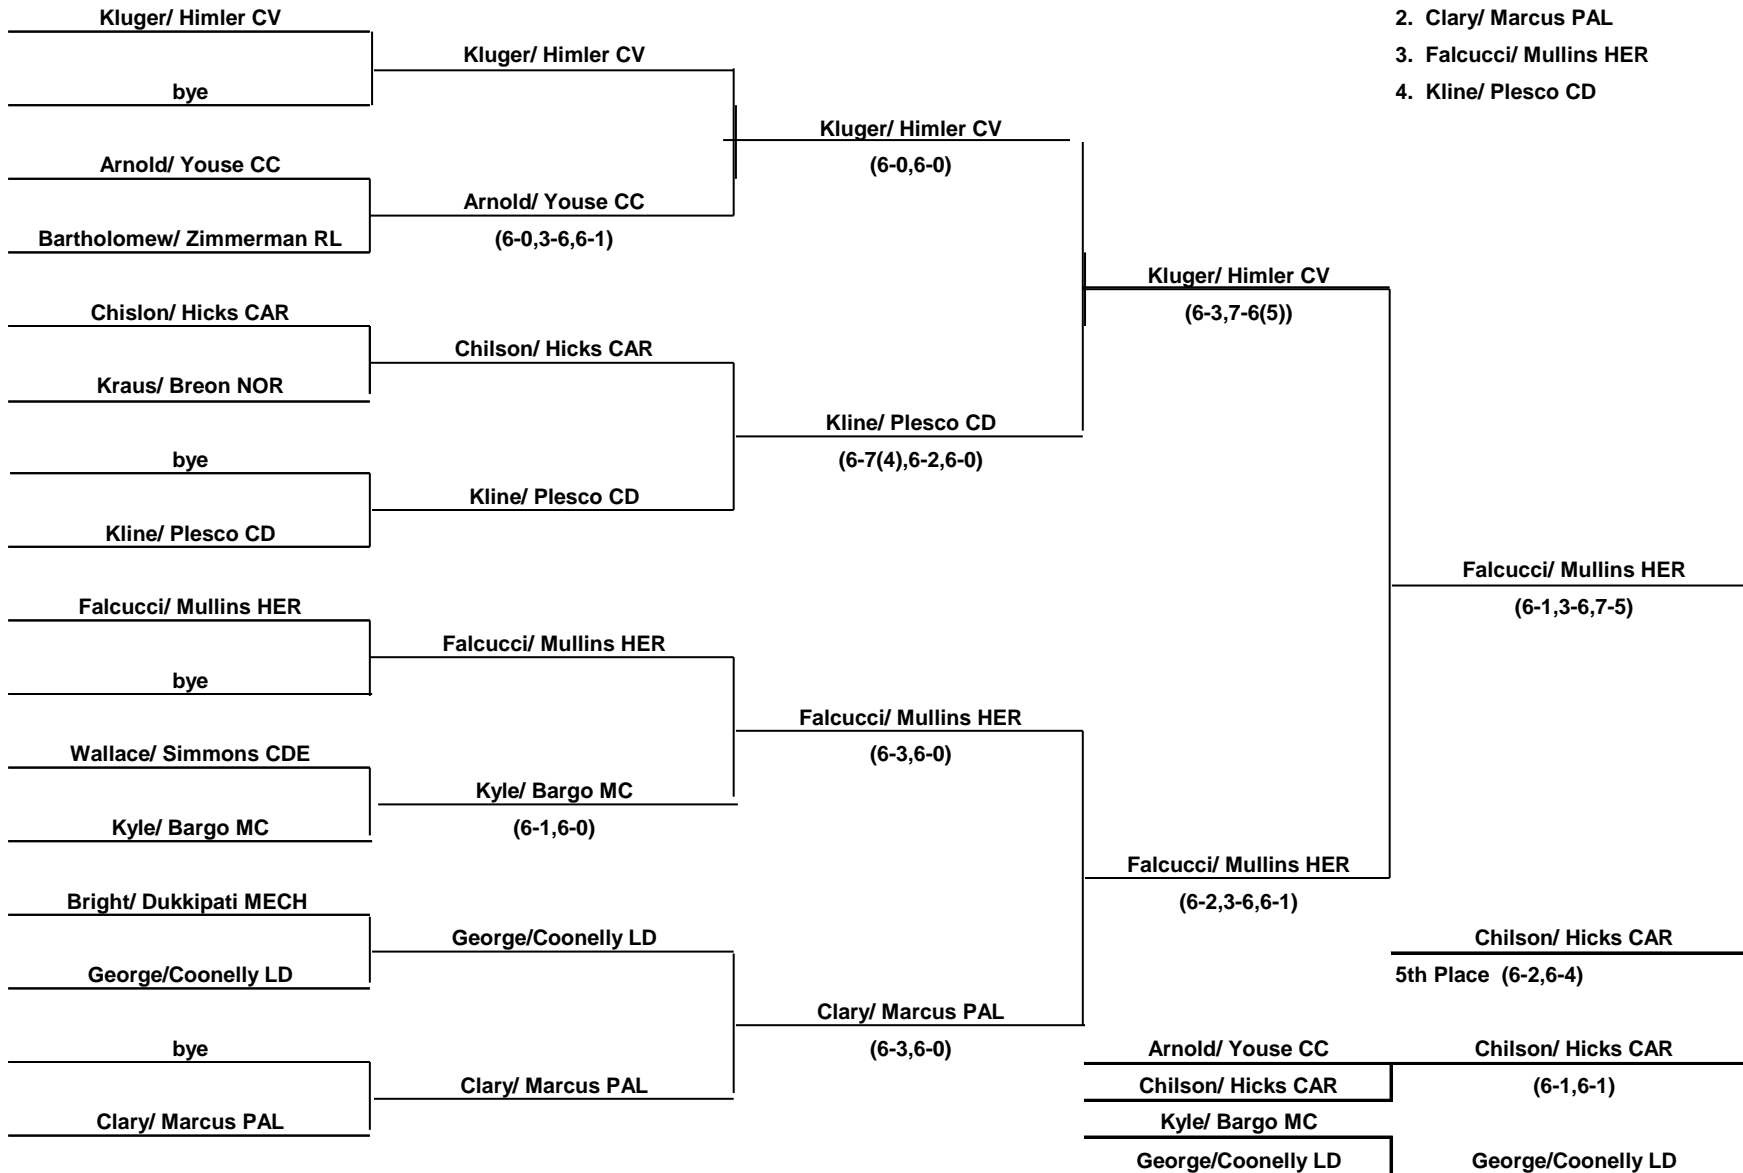 Kluger/ Himler CV
2. Clary/ Marcus PAL
Kluger/ Himler CV
3. Falcucci/ Mullins HER
bye
4. Kline/ Plesco CD
Kluger/ Himler CV
Arnold/ Youse CC
(6-0,6-0)
Arnold/ Youse CC
Bartholomew/ Zimmerman RL
(6-0,3-6,6-1)
Kluger/ Himler CV
Chislon/ Hicks CAR
(6-3,7-6(5))
Chilson/ Hicks CAR
Kraus/ Breon NOR
Kline/ Plesco CD
bye
(6-7(4),6-2,6-0)
Kline/ Plesco CD
Kline/ Plesco CD
Falcucci/ Mullins HER
Falcucci/ Mullins HER
(6-1,3-6,7-5)
Falcucci/ Mullins HER
bye
Falcucci/ Mullins HER
Wallace/ Simmons CDE
(6-3,6-0)
Kyle/ Bargo MC
Kyle/ Bargo MC
(6-1,6-0)
Falcucci/ Mullins HER
Bright/ Dukkipati MECH
(6-2,3-6,6-1)
George/Coonelly LD
Chilson/ Hicks CAR
George/Coonelly LD
5th Place (6-2,6-4)
Clary/ Marcus PAL
bye
(6-3,6-0)
Arnold/ Youse CC
Chilson/ Hicks CAR
Clary/ Marcus PAL
Chilson/ Hicks CAR
(6-1,6-1)
Clary/ Marcus PAL
Kyle/ Bargo MC
George/Coonelly LD
George/Coonelly LD